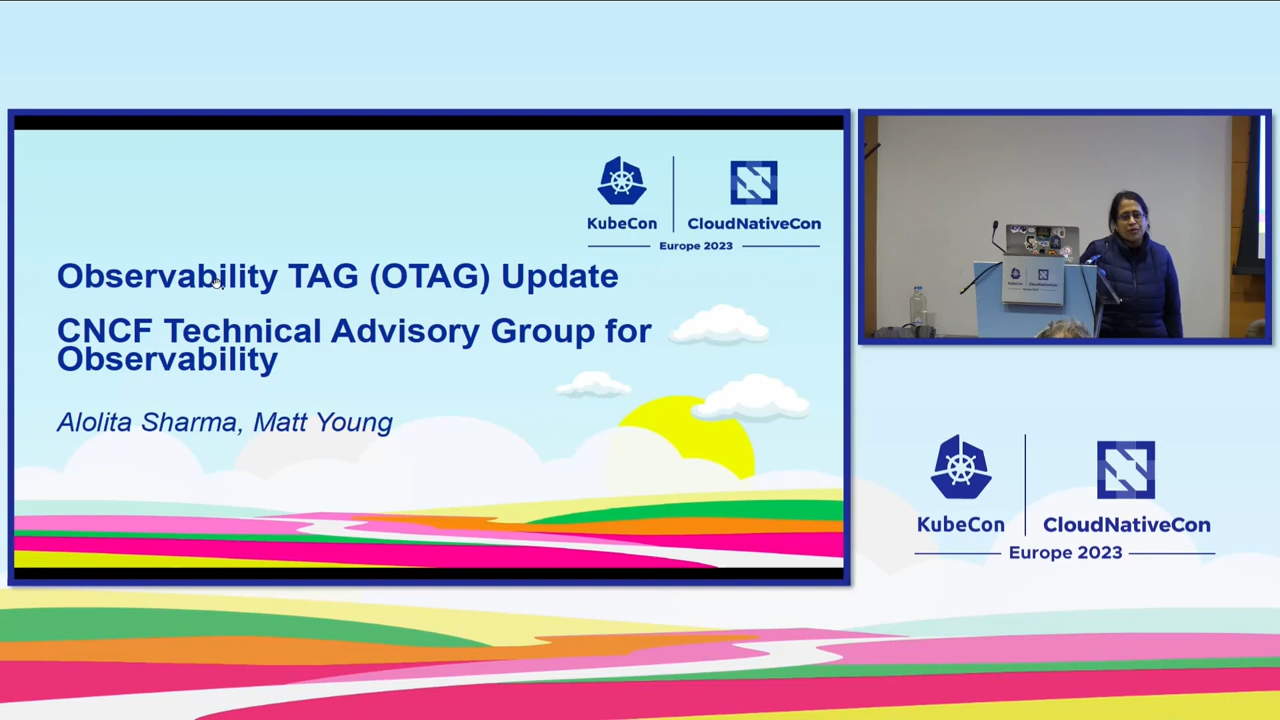 KubeCon
CloudNativeCon
Europe 2023
Observability TAG (OTAG) Update
CNCF Technical Advisory Group for
Observability
Alolita Sharma, Matt Young
KubeCon
CloudNativeCon
Europe 2023